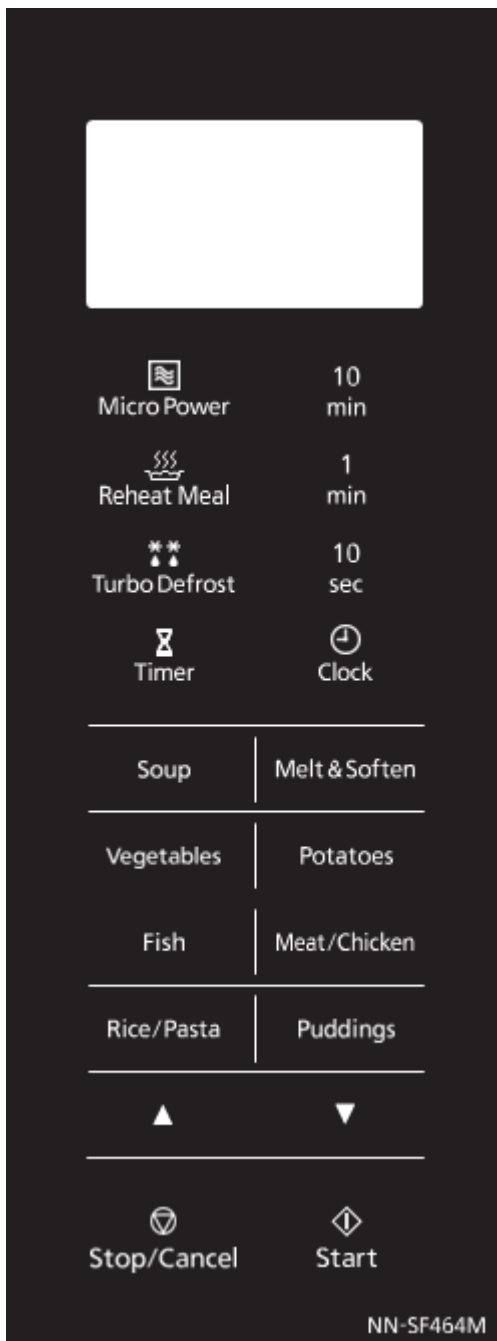 Micro Power
10
min
Reheat Meal
1
min
Turbo Defrost
10
sec
Timer
Clock
Soup
Melt & Soften
Vegetables
Potatoes
Fish
Meat/Chicken
Rice/Pasta
Puddings
Stop/Cancel
Start
NN-SF464M